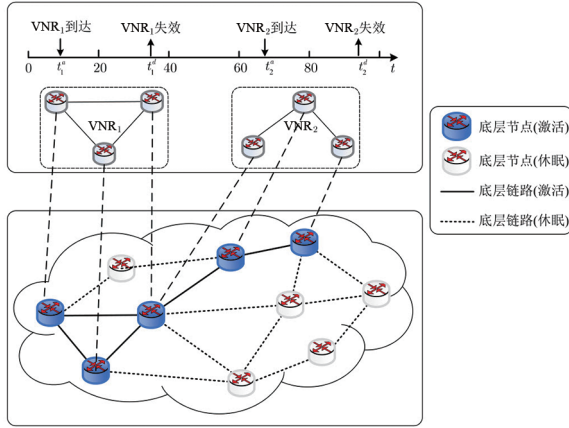 VNR₁到达 VNR₁失效 VNR₂到达 VNR₂失效
0 t₁ᵃ 20 t₁ᵈ 40 60 t₂ᵃ 80 t₂ᵈ t
VNR₁ VNR₂
底层节点(激活)
底层节点(休眠)
底层链路(激活)
底层链路(休眠)